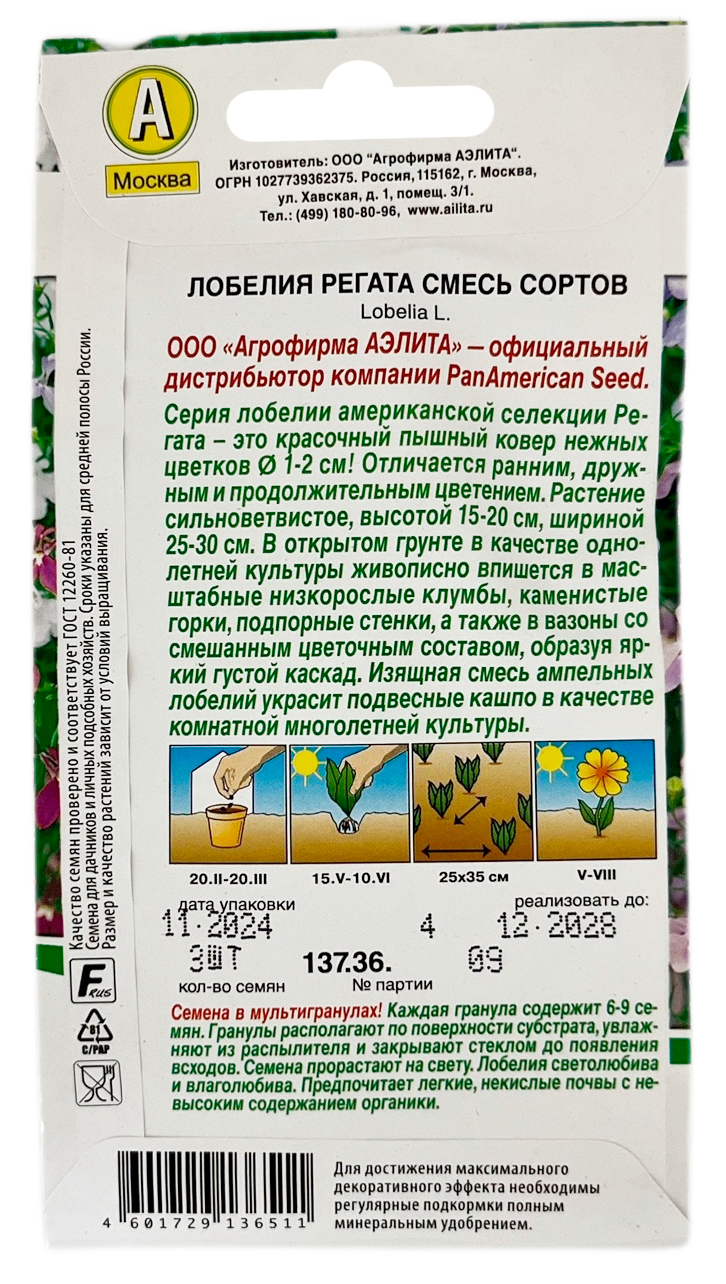 А
Москва
Изготовитель: ООО "Агрофирма АЭЛИТА".
ОГРН 1027739362375. Россия, 115162, г. Москва,
ул. Хавская, д. 1, помещ. 3/1.
Тел.: (499) 180-80-96, www.ailita.ru
ЛОБЕЛИЯ РЕГАТА СМЕСЬ СОРТОВ
Lobelia L.
ООО «Агрофирма АЭЛИТА» – официальный
дистрибьютор компании PanAmerican Seed.
Серия лобелии американской селекции Ре-
гата – это красочный пышный ковер нежных
цветков Ø 1-2 см! Отличается ранним, друж-
ным и продолжительным цветением. Растение
сильноветвистое, высотой 15-20 см, шириной
25-30 см. В открытом грунте в качестве одно-
летней культуры живописно впишется в мас-
штабные низкорослые клумбы, каменистые
горки, подпорные стенки, а также в вазоны со
смешанным цветочным составом, образуя яр-
кий густой каскад. Изящная смесь ампельных
лобелий украсит подвесные кашпо в качестве
комнатной многолетней культуры.
20.II-20.III
15.V-10.VI
25х35 см
V-VIII
дата упаковки
реализовать до:
11.2024 4 12.2028
3ШТ 137.36. 09
кол-во семян
№ партии
Семена в мультигранулах! Каждая гранула содержит 6-9 се-
мян. Гранулы располагают по поверхности субстрата, увлаж-
няют из распылителя и закрывают стеклом до появления
всходов. Семена прорастают на свету. Лобелия светолюбива
и влаголюбива. Предпочитает легкие, некислые почвы с не-
высоким содержанием органики.
Качество семян проверено и соответствует ГОСТ 12260-81
Семена для дачников и личных подсобных хозяйств. Сроки указаны для средней полосы России.
Размер и качество растений зависит от условий выращивания.
F RUS
81
C/PAP
4 601729 136511
Для достижения максимального
декоративного эффекта необходимы
регулярные подкормки полным
минеральным удобрением.